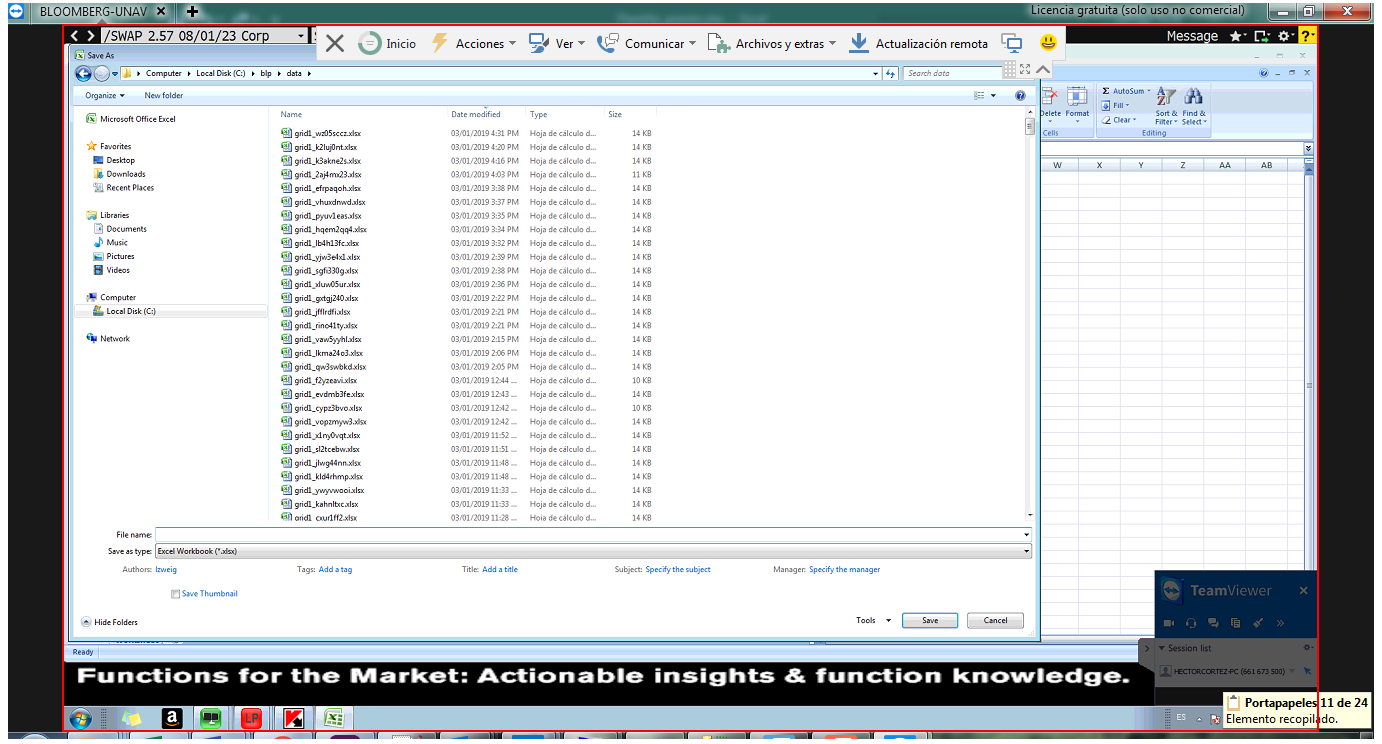 BLOOMBERG-UNAV
Licencia gratuita (solo uso no comercial)
/SWAP 2.57 08/01/23 Corp
Inicio
Acciones
Ver
Comunicar
Archivos y extras
Actualización remota
Message
Save As
Computer
Local Disk (C:)
blp
data
Search data
Organize
New folder
Microsoft Office Excel
Favorites
Desktop
Downloads
Recent Places
Libraries
Documents
Music
Pictures
Videos
Computer
Local Disk (C:)
Network
Name Date modified Type Size
grid1_wz05sccz.xlsx 03/01/2019 4:31 PM Hoja de cálculo d... 14 KB
grid1_k2luj0nt.xlsx 03/01/2019 4:20 PM Hoja de cálculo d... 14 KB
grid1_k3akne2s.xlsx 03/01/2019 4:16 PM Hoja de cálculo d... 14 KB
grid1_2aj4mx23.xlsx 03/01/2019 4:03 PM Hoja de cálculo d... 11 KB
grid1_efrpaqoh.xlsx 03/01/2019 3:38 PM Hoja de cálculo d... 14 KB
grid1_vhuxdnwd.xlsx 03/01/2019 3:37 PM Hoja de cálculo d... 14 KB
grid1_pyuv1eas.xlsx 03/01/2019 3:35 PM Hoja de cálculo d... 14 KB
grid1_hqem2qq4.xlsx 03/01/2019 3:34 PM Hoja de cálculo d... 14 KB
grid1_lb4h13fc.xlsx 03/01/2019 3:32 PM Hoja de cálculo d... 14 KB
grid1_yjw3e4x1.xlsx 03/01/2019 2:39 PM Hoja de cálculo d... 14 KB
grid1_sgfi330g.xlsx 03/01/2019 2:38 PM Hoja de cálculo d... 14 KB
grid1_xluw05ur.xlsx 03/01/2019 2:36 PM Hoja de cálculo d... 14 KB
grid1_gxtgj240.xlsx 03/01/2019 2:22 PM Hoja de cálculo d... 14 KB
grid1_jfflrdfi.xlsx 03/01/2019 2:21 PM Hoja de cálculo d... 14 KB
grid1_rino41ty.xlsx 03/01/2019 2:21 PM Hoja de cálculo d... 14 KB
grid1_vaw5yyhl.xlsx 03/01/2019 2:15 PM Hoja de cálculo d... 14 KB
grid1_lkma24o3.xlsx 03/01/2019 2:06 PM Hoja de cálculo d... 14 KB
grid1_qw3swbkd.xlsx 03/01/2019 2:05 PM Hoja de cálculo d... 14 KB
grid1_f2yzeavi.xlsx 03/01/2019 12:44 ... Hoja de cálculo d... 10 KB
grid1_evdmb3fe.xlsx 03/01/2019 12:43 ... Hoja de cálculo d... 14 KB
grid1_cypz3bvo.xlsx 03/01/2019 12:42 ... Hoja de cálculo d... 10 KB
grid1_vopzmyw3.xlsx 03/01/2019 12:42 ... Hoja de cálculo d... 14 KB
grid1_x1ny0vqt.xlsx 03/01/2019 11:52 ... Hoja de cálculo d... 14 KB
grid1_sl2tcebw.xlsx 03/01/2019 11:51 ... Hoja de cálculo d... 14 KB
grid1_jlwg44nn.xlsx 03/01/2019 11:48 ... Hoja de cálculo d... 14 KB
grid1_kld4rhmp.xlsx 03/01/2019 11:48 ... Hoja de cálculo d... 14 KB
grid1_ywyvwooi.xlsx 03/01/2019 11:33 ... Hoja de cálculo d... 14 KB
grid1_kahnltxc.xlsx 03/01/2019 11:33 ... Hoja de cálculo d... 14 KB
grid1_cxur1ff2.xlsx 03/01/2019 11:28 ... Hoja de cálculo d... 14 KB
File name:
Save as type: Excel Workbook (*.xlsx)
Authors: lzweig
Tags: Add a tag
Title: Add a title
Subject: Specify the subject
Manager: Specify the manager
Save Thumbnail
Hide Folders
Tools
Save
Cancel
Delete Format
Cells
Σ AutoSum
Fill
Clear
Sort & Find &
Filter Select
Editing
W X Y Z AA AB
Ready
TeamViewer
Session list
HECTORCORTEZ-PC (661 673 500)
Functions for the Market: Actionable insights & function knowledge.
ES
Portapapeles 11 de 24
Elemento recopilado.